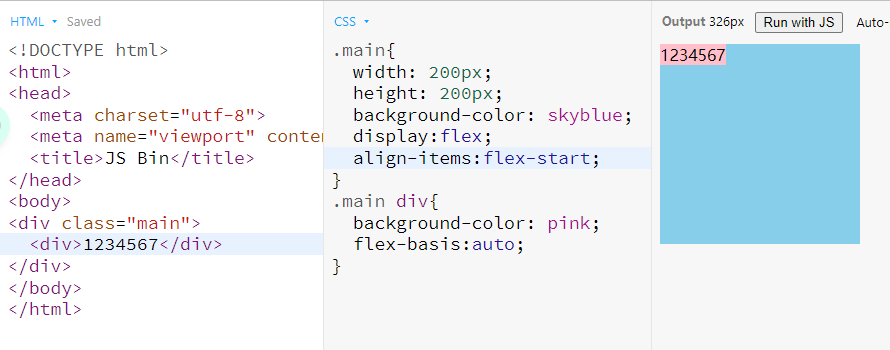 HTML Saved
<!DOCTYPE html>
<html>
<head>
<meta charset="utf-8">
<meta name="viewport" conten
<title>JS Bin</title>
</head>
<body>
<div class="main">
<div>1234567</div>
</div>
</body>
</html>
CSS
.main{
width: 200px;
height: 200px;
background-color: skyblue;
display:flex;
align-items:flex-start;
}
.main div{
background-color: pink;
flex-basis:auto;
}
Output 326px Run with JS Auto-
1234567